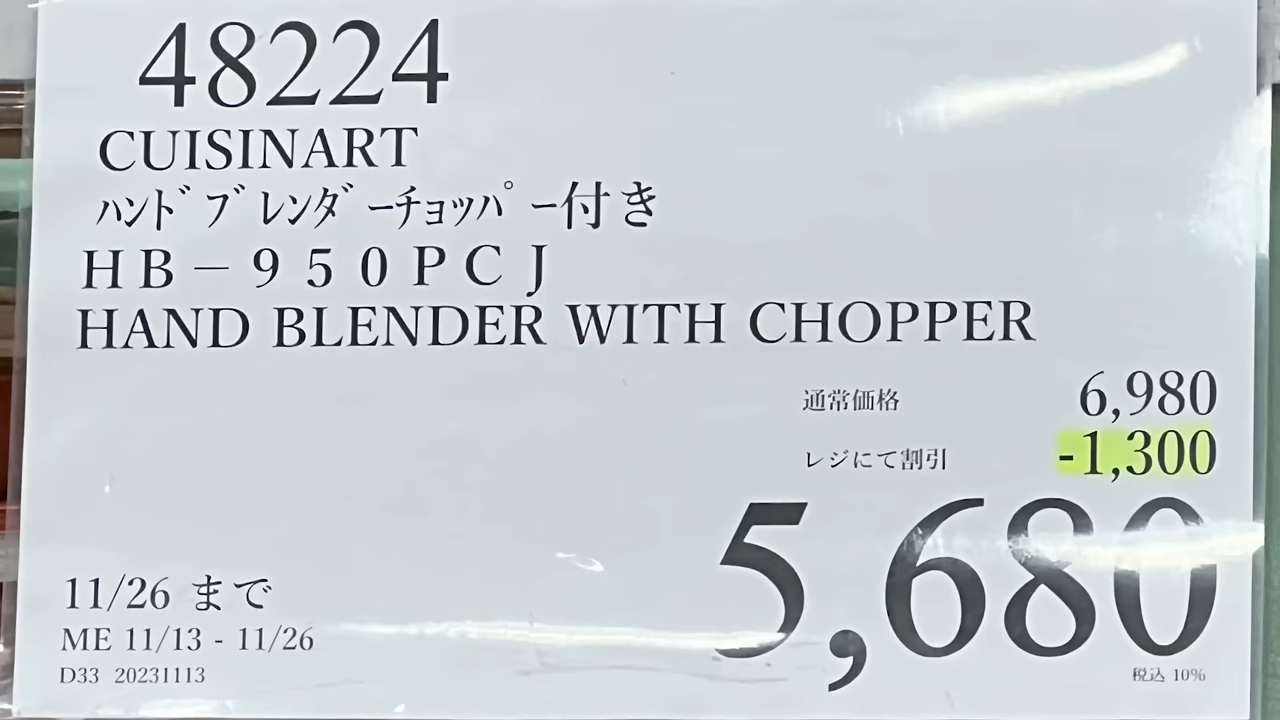 48224
CUISINART
ﾊﾝﾄﾞﾌﾞﾚﾝﾀﾞｰﾁｮｯﾊﾟｰ付き
ＨＢ－９５０ＰＣＪ
HAND BLENDER WITH CHOPPER
通常価格 6,980
レジにて割引 -1,300
5,680
税込 10%
11/26 まで
ME 11/13 - 11/26
D33 20231113